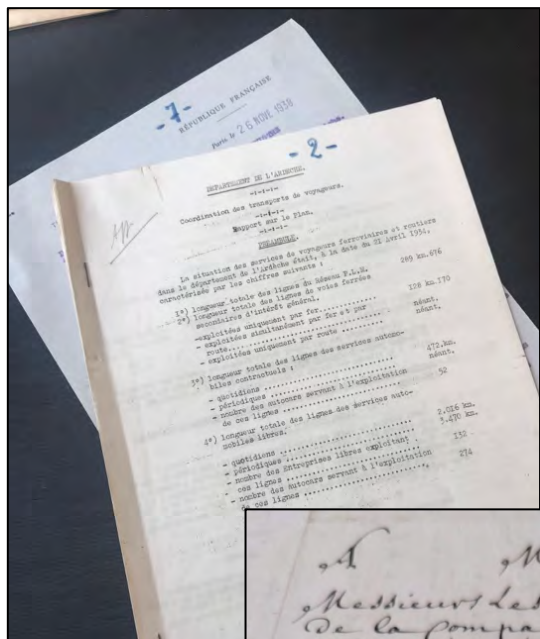 -7-
RÉPUBLIQUE FRANÇAISE
Paris le 26 NOVE 1938
-2-
DEPARTEMENT DE L'ARDECHE.
-:-:-:-
Coordination des transports de voyageurs.
-:-:-:-
Rapport sur le Plan.
-:-:-:-
PREAMBULE.
La situation des services de voyageurs ferroviaires et routiers
dans le département de l'Ardèche était, à la date du 21 Avril 1934,
caractérisée par les chiffres suivants :
1°) longueur totale des lignes du réseau P.L.M. 289 km.676
2°) longueur totale des lignes de voies ferrées
secondaires d'intérêt général. 128 km.170
-exploitées uniquement par fer............ néant.
- exploitées simultanément par fer et par
route.................... néant.
- exploitées uniquement par route ........
3°) longueur totale des lignes des services automo-
biles contractuels :
- quotidiens .................... 472.km.
- périodiques .................... néant.
- nombre des autocars servant à l'exploitation
de ces lignes .................... 52
4°) longueur totale des lignes des services auto-
mobiles libres.
- quotidiens .................... 2.016 km.
- périodiques .................... 3.470 km.
- nombre des Entreprises libres exploitant
ces lignes .................... 132
- nombre des autocars servant à l'exploitation
de ces lignes .................... 274
A M
Messieurs Les
De la Compa